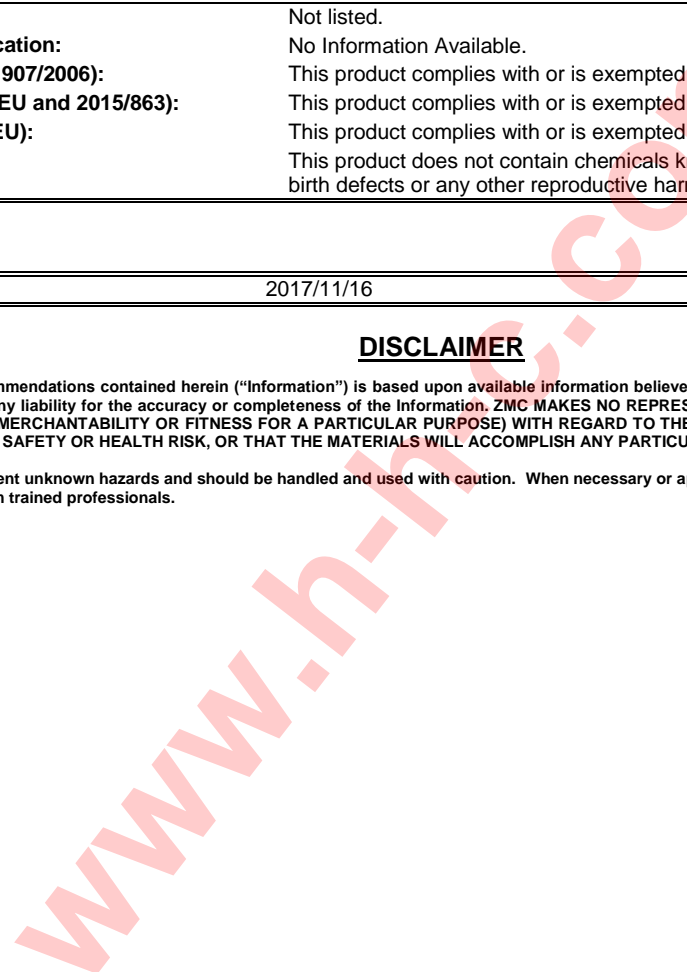 Not listed.
cation: No Information Available.
907/2006): This product complies with or is exempted
EU and 2015/863): This product complies with or is exempted
EU): This product complies with or is exempted
This product does not contain chemicals k
birth defects or any other reproductive har
2017/11/16
DISCLAIMER
mmendations contained herein (“Information”) is based upon available information believe
ny liability for the accuracy or completeness of the Information. ZMC MAKES NO REPRES
MERCHANTABILITY OR FITNESS FOR A PARTICULAR PURPOSE) WITH REGARD TO THE
SAFETY OR HEALTH RISK, OR THAT THE MATERIALS WILL ACCOMPLISH ANY PARTICU
ent unknown hazards and should be handled and used with caution. When necessary or a
n trained professionals.
www.h-h-c.co